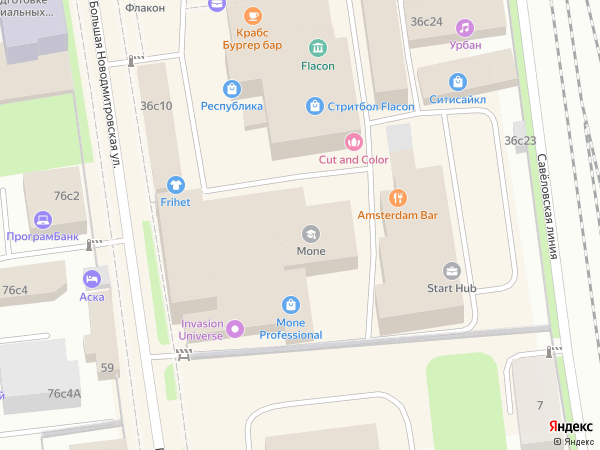 дготовке
иальных...
Флакон
Крабс
Бургер бар
36с24
Урбан
Flacon
Большая Новодмитровская ул.
36с10
Республика
Стритбол Flacon
Ситисайкл
36с23
Cut and Color
Савёловская линия
76с2
Frihet
Amsterdam Bar
ПрограмБанк
Mone
76с4
Аска
Start Hub
Invasion
Universe
Mone
Professional
59
76с4А
й
7
Яндекс
© Яндекс